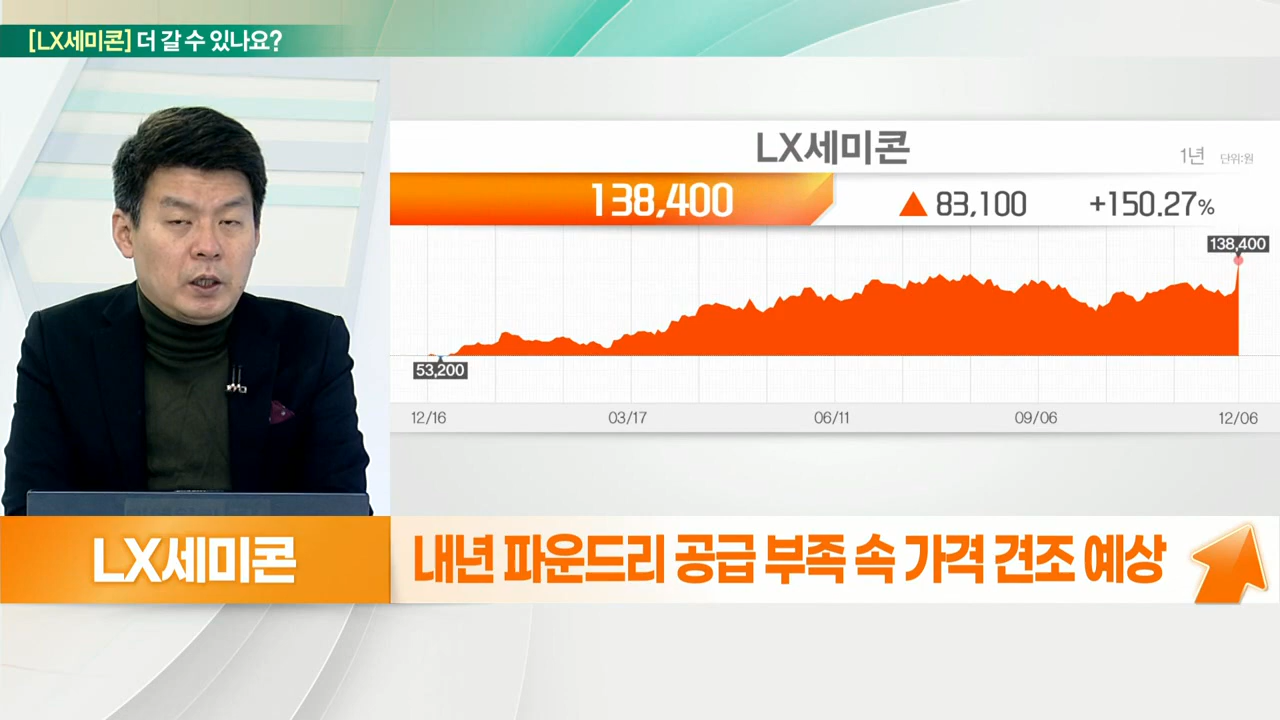 [LX세미콘] 더 갈 수 있나요?
LX세미콘
1년 단위:원
138,400 ▲ 83,100 +150.27%
138,400
53,200
12/16 03/17 06/11 09/06 12/06
LX세미콘
내년 파운드리 공급 부족 속 가격 견조 예상